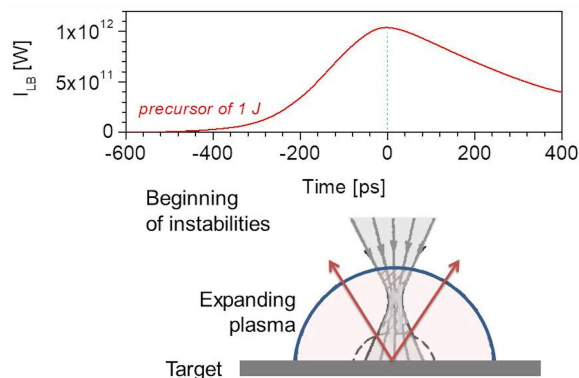 1x10¹²
I_LB [W]
5x10¹¹
precursor of 1 J
0
-600 -400 -200 0 200 400
Time [ps]
Beginning
of instabilities
Expanding
plasma
Target